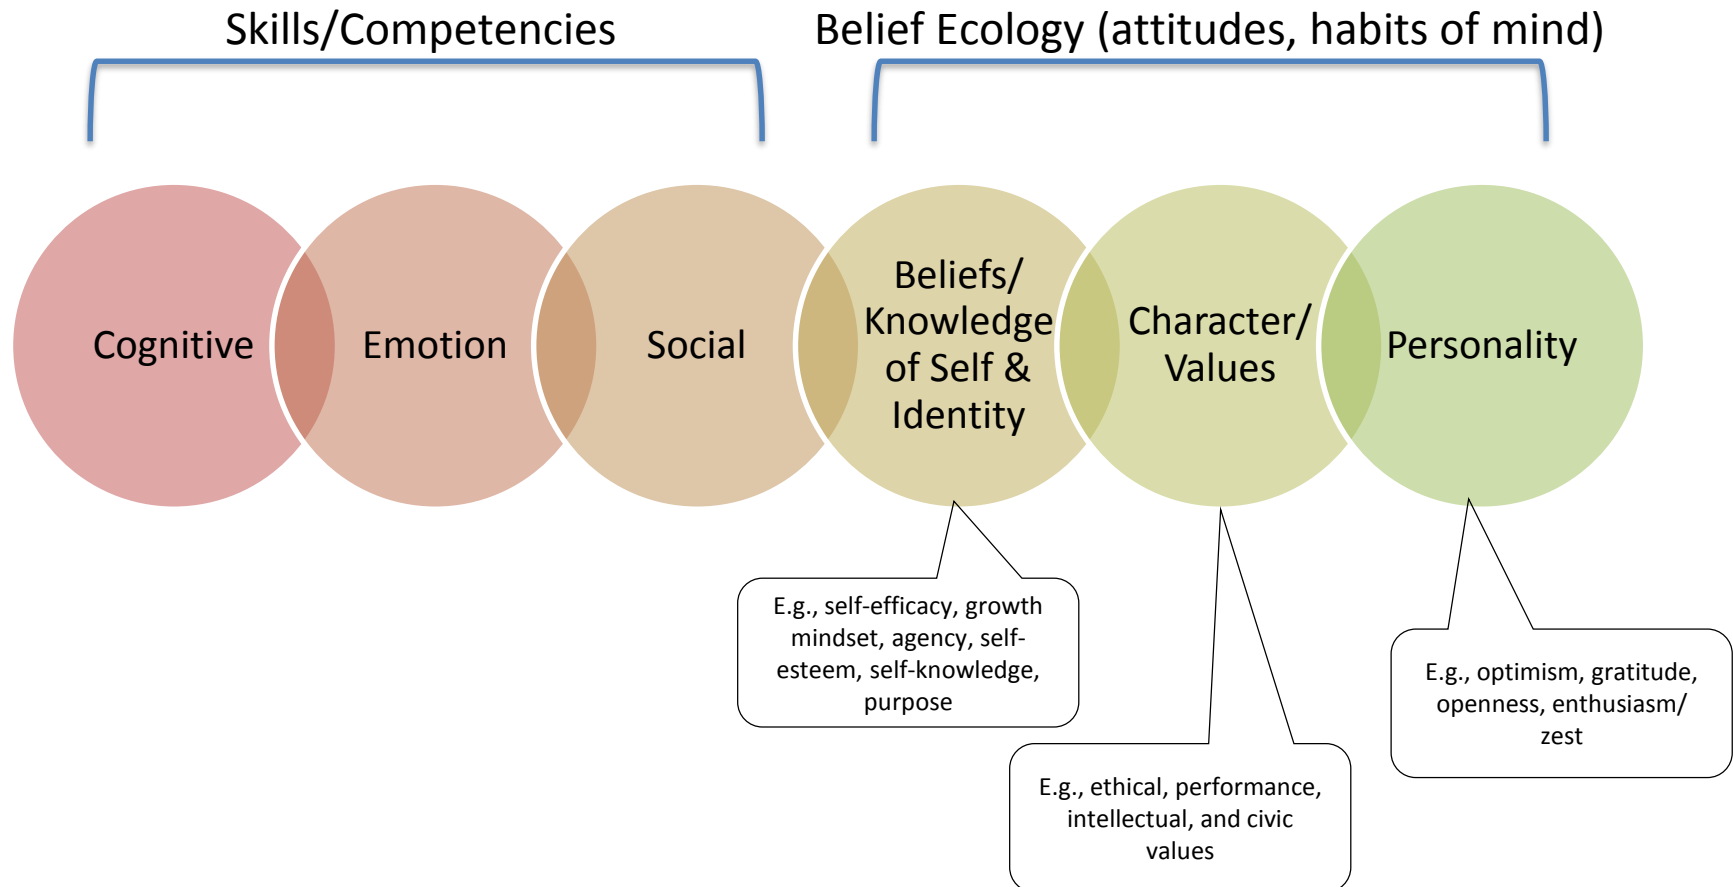 Skills/Competencies
Belief Ecology (attitudes, habits of mind)
Cognitive
Emotion
Social
Beliefs/
Knowledge
of Self &
Identity
Character/
Values
Personality
E.g., self-efficacy, growth
mindset, agency, self-
esteem, self-knowledge,
purpose
E.g., ethical, performance,
intellectual, and civic
values
E.g., optimism, gratitude,
openness, enthusiasm/
zest